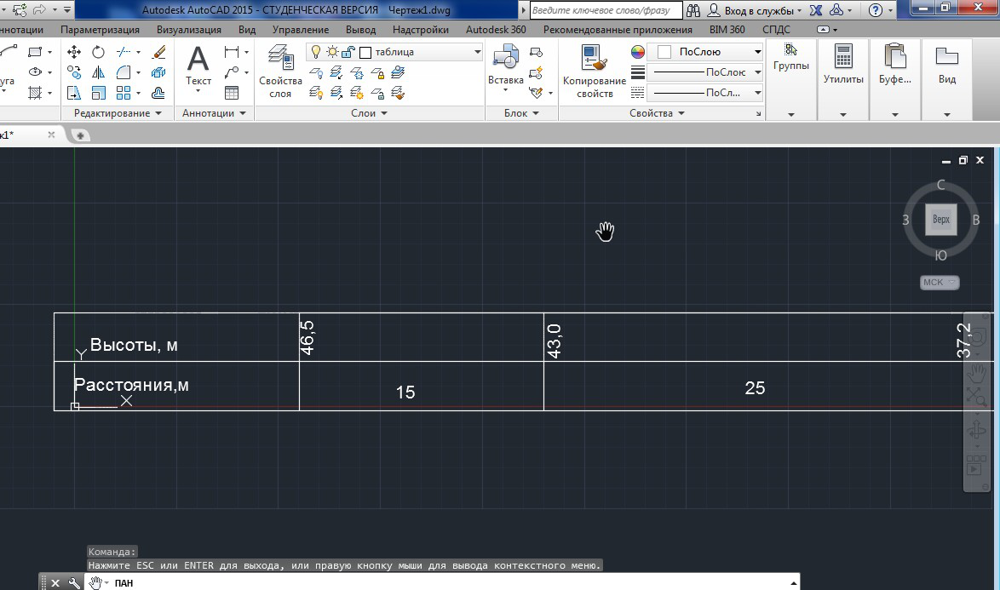 Autodesk AutoCAD 2015 - СТУДЕНЧЕСКАЯ ВЕРСИЯ Чертеж1.dwg
Введите ключевое слово/фразу
Вход в службы
ннотации Параметризация Визуализация Вид Управление Вывод Надстройки Autodesk 360 Рекомендованные приложения BIM 360 СПДС
таблица
ПоСлою
Группы
уга
Текст
Свойства слоя
Вставка
Копирование свойств
ПоСлою
ПоСл...
Утилиты
Буфе...
Вид
Редактирование
Аннотации
Слои
Блок
Свойства
ж1*
С
З
Верх
В
Ю
МСК
46,5
43,0
37,2
Y
Высоты, м
Расстояния,м
X
15
25
Команда:
Нажмите ESC или ENTER для выхода, или правую кнопку мыши для вывода контекстного меню.
ПАН